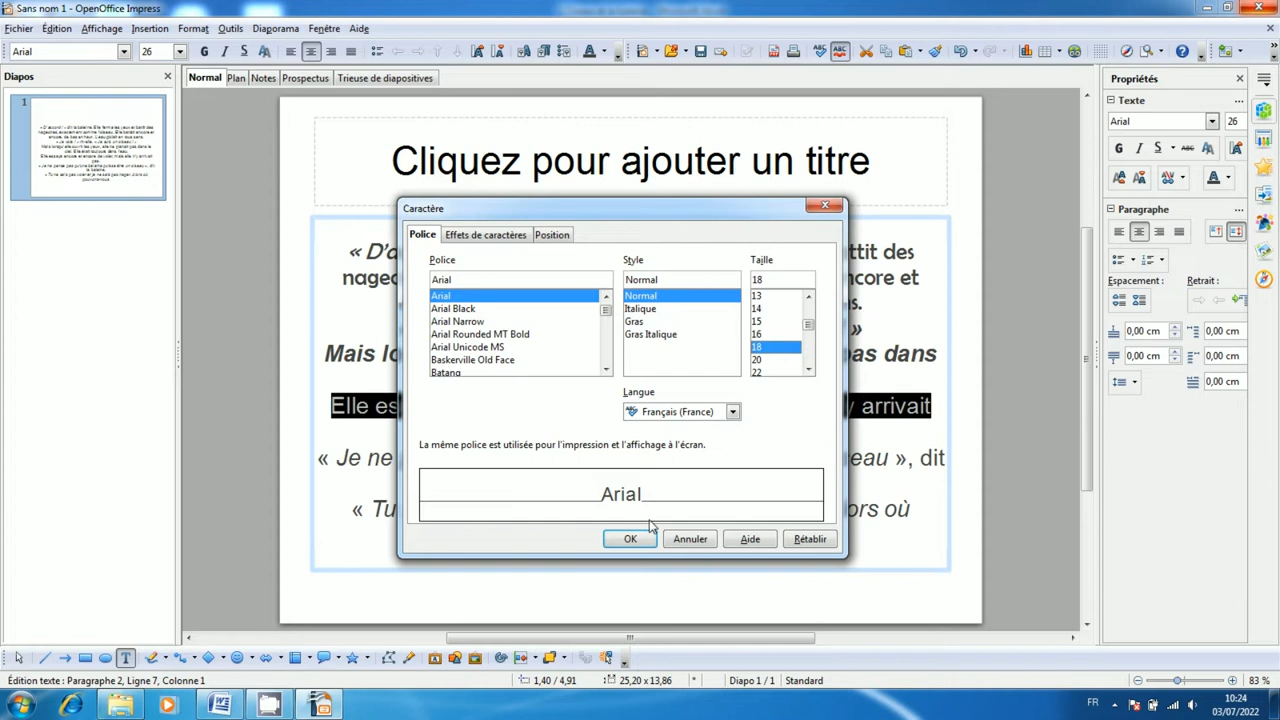 Sans nom 1 - OpenOffice Impress
Fichier Édition Affichage Insertion Format Outils Diaporama Fenêtre Aide
Arial 26
Diapos
Normal Plan Notes Prospectus Trieuse de diapositives
Propriétés
1
Texte
Arial 26
Cliquez pour ajouter un titre
Caractère
Police Effets de caractères Position
Paragraphe
Police Style Taille
« D'a ttit des
Arial Normal 18
nage ncore et
Arial Normal 13
Espacement : Retrait :
Arial Black Italique 14
s.
Arial Narrow Gras 15
»
0,00 cm 0,00 cm
Arial Rounded MT Bold Gras Italique 16
Arial Unicode MS 18
Mais lo pas dans
0,00 cm 0,00 cm
Baskerville Old Face 20
Batang 22
0,00 cm
Langue
Elle es y arrivait
Français (France)
La même police est utilisée pour l'impression et l'affichage à l'écran.
« Je ne eau », dit
Arial
« Tu ors où
OK Annuler Aide Rétablir
Édition texte : Paragraphe 2, Ligne 7, Colonne 1 1,40 / 4,91 25,20 x 13,86 * Diapo 1 / 1 Standard 83 %
FR 10:24
03/07/2022